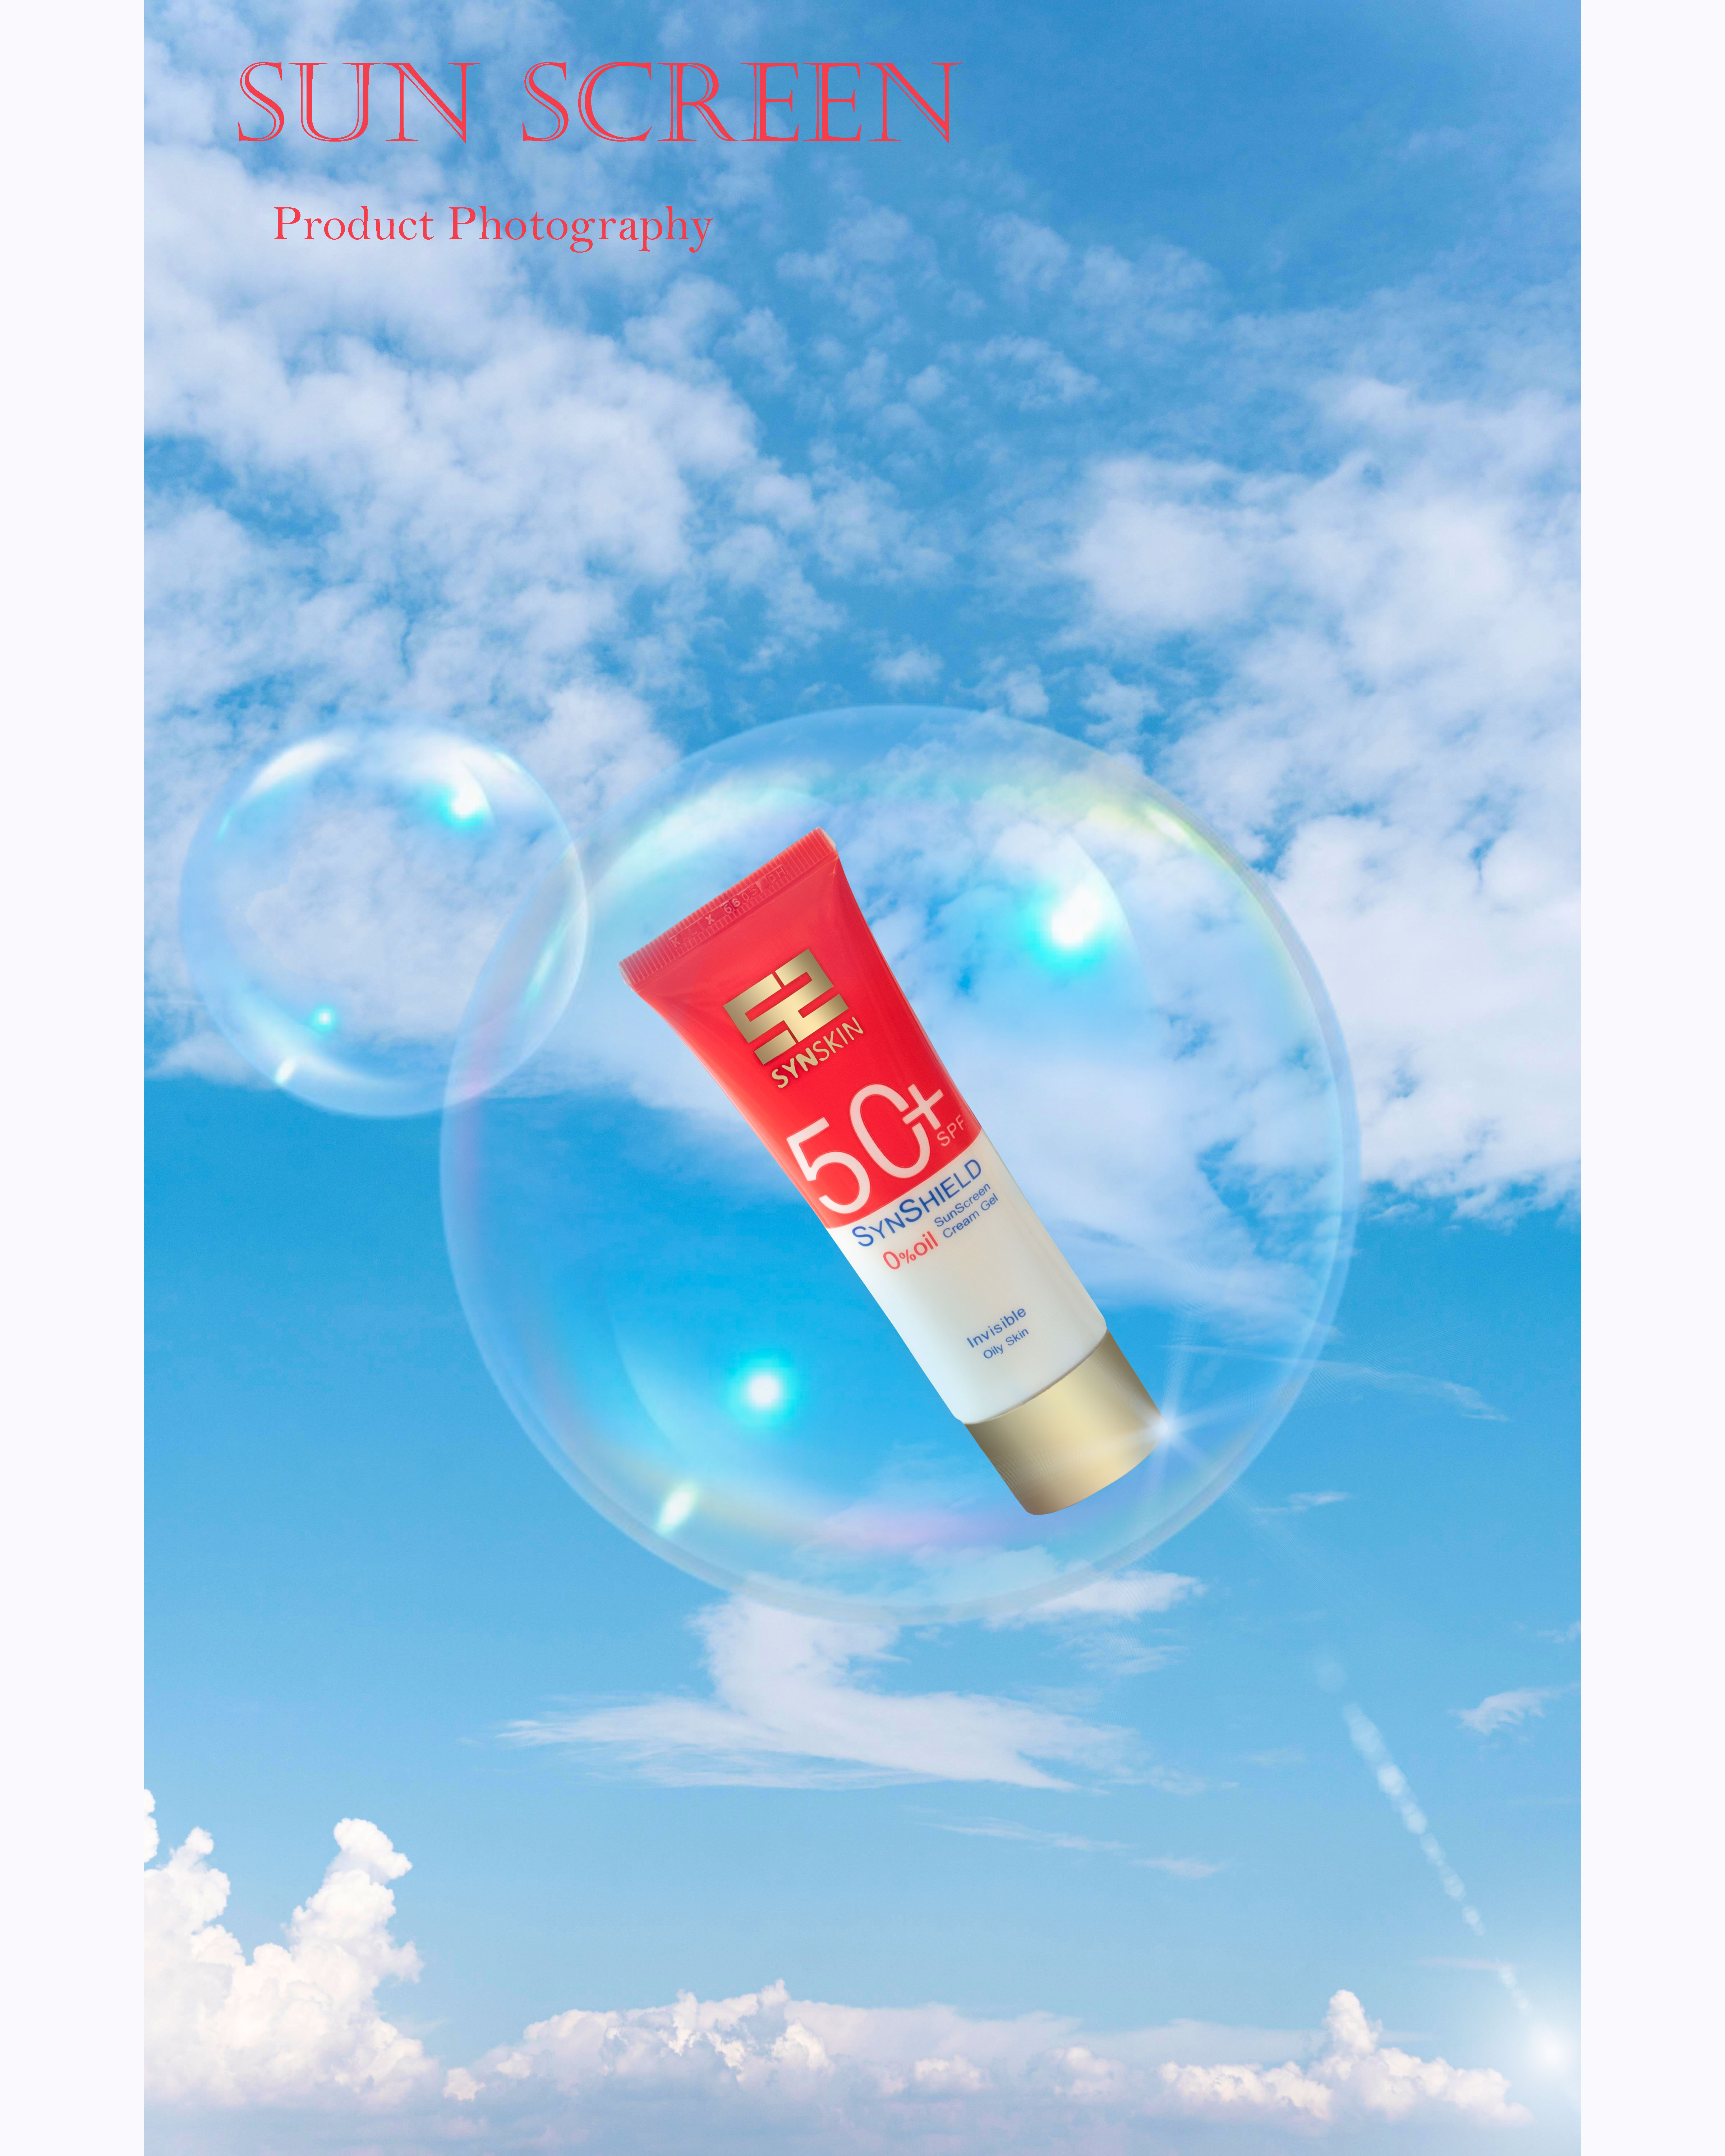 SUN SCREEN
Product Photography
SYNSKIN
50+
SPF
SYNSHIELD
0%oil
SunScreen
Cream Gel
Invisible
Oily Skin